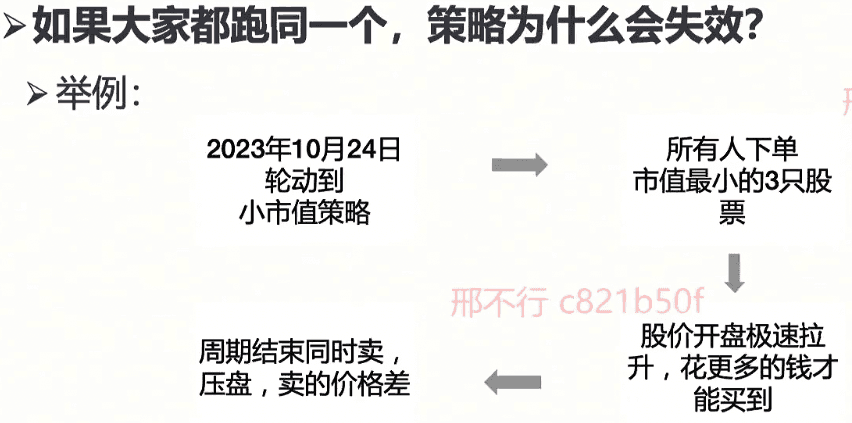 ➢如果大家都跑同一个，策略为什么会失效？
➢举例：
2023年10月24日
轮动到
小市值策略
所有人下单
市值最小的3只股
票
股价开盘极速拉
升，花更多的钱才
能买到
周期结束同时卖，
压盘，卖的价格差
邢不行 c821b50f